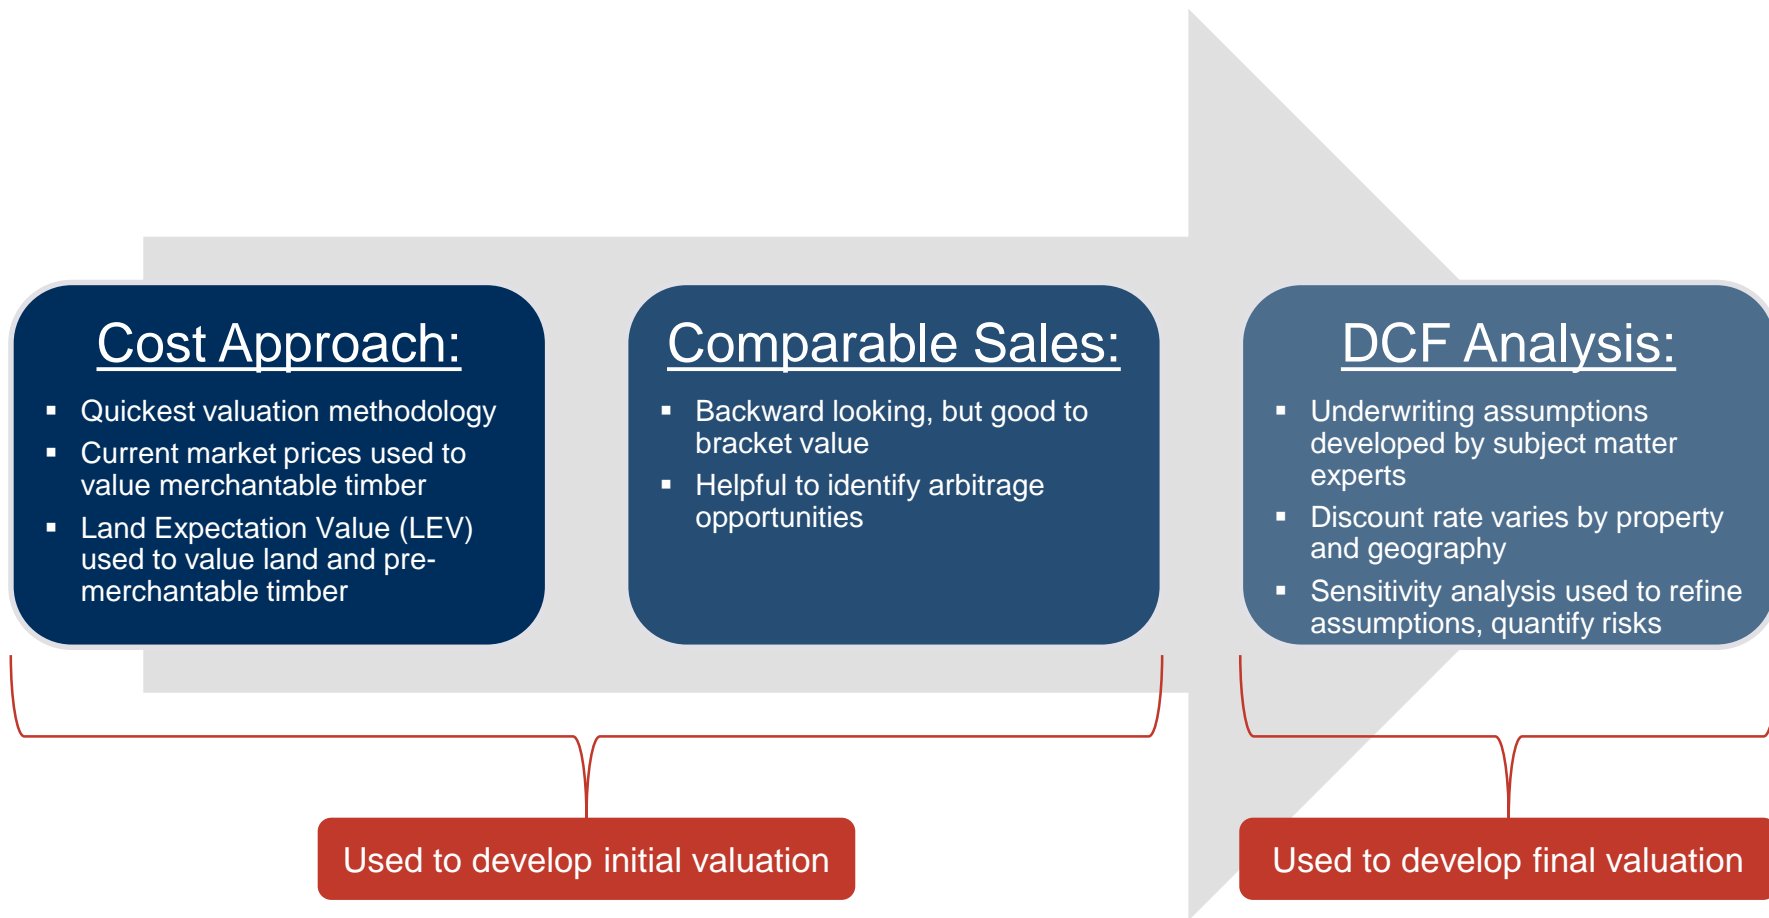 Cost Approach:
▪ Quickest valuation methodology
▪ Current market prices used to
value merchantable timber
▪ Land Expectation Value (LEV)
used to value land and pre-
merchantable timber
Comparable Sales:
▪ Backward looking, but good to
bracket value
▪ Helpful to identify arbitrage
opportunities
DCF Analysis:
▪ Underwriting assumptions
developed by subject matter
experts
▪ Discount rate varies by property
and geography
▪ Sensitivity analysis used to refine
assumptions, quantify risks
Used to develop initial valuation
Used to develop final valuation